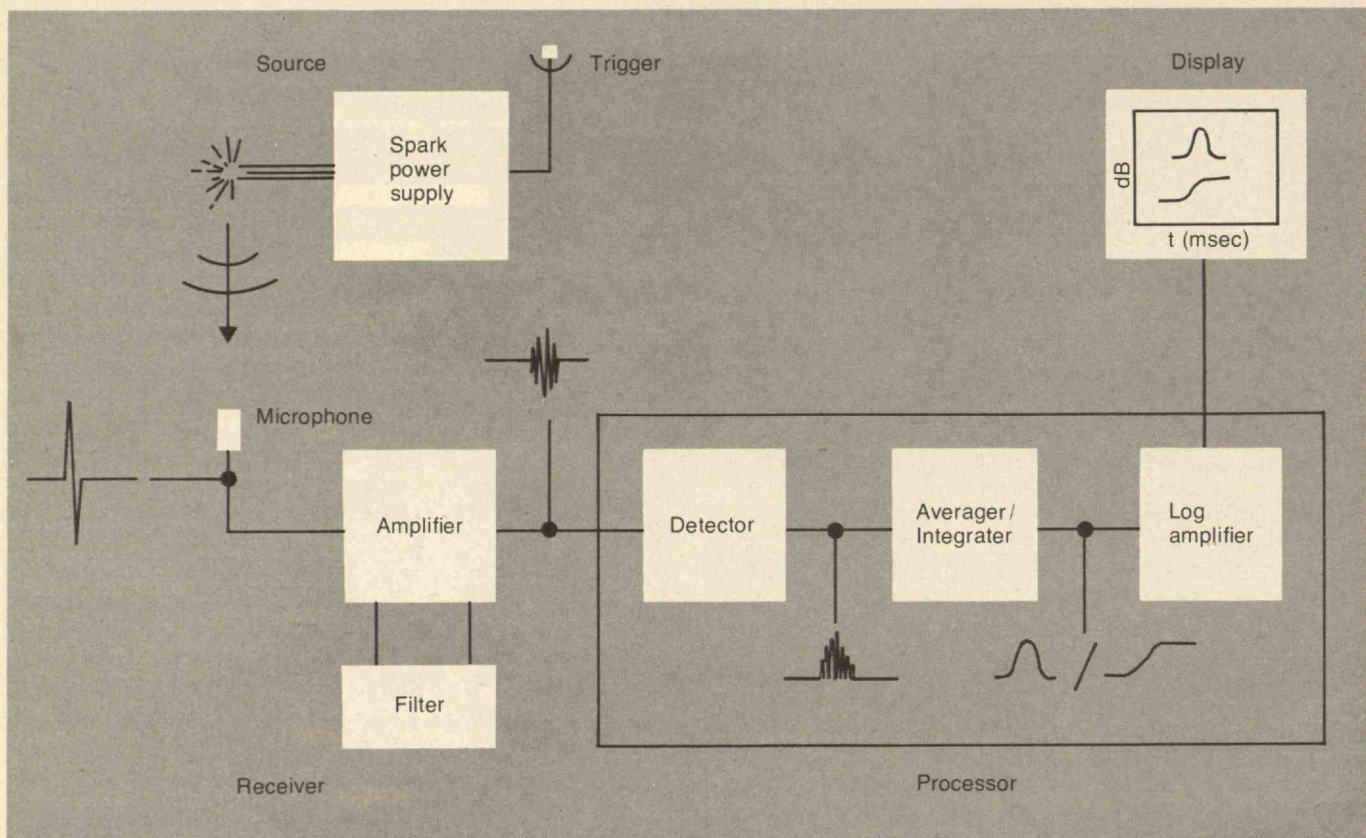 Source
Trigger
Display
Spark
power
supply
dB
t (msec)
Microphone
Amplifier
Detector
Averager/
Integrater
Log
amplifier
Filter
Receiver
Processor